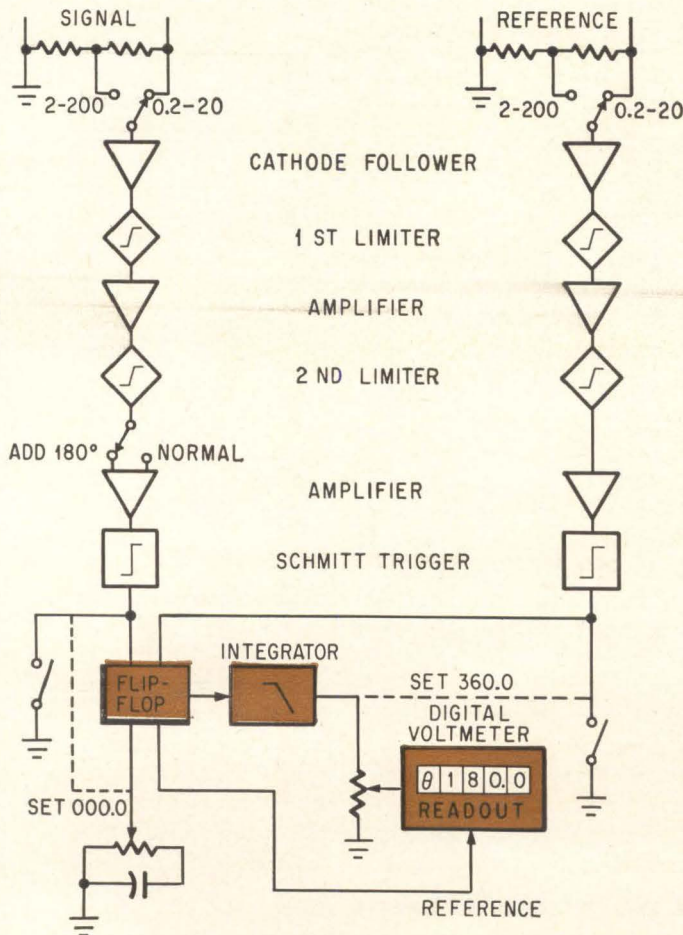 SIGNAL
REFERENCE
2-200
0.2-20
2-200
0.2-20
CATHODE FOLLOWER
1 ST LIMITER
AMPLIFIER
2 ND LIMITER
ADD 180°
NORMAL
AMPLIFIER
SCHMITT TRIGGER
INTEGRATOR
FLIP-
FLOP
SET 360.0
DIGITAL
VOLTMETER
θ 1 8 0.0
READOUT
SET 000.0
REFERENCE